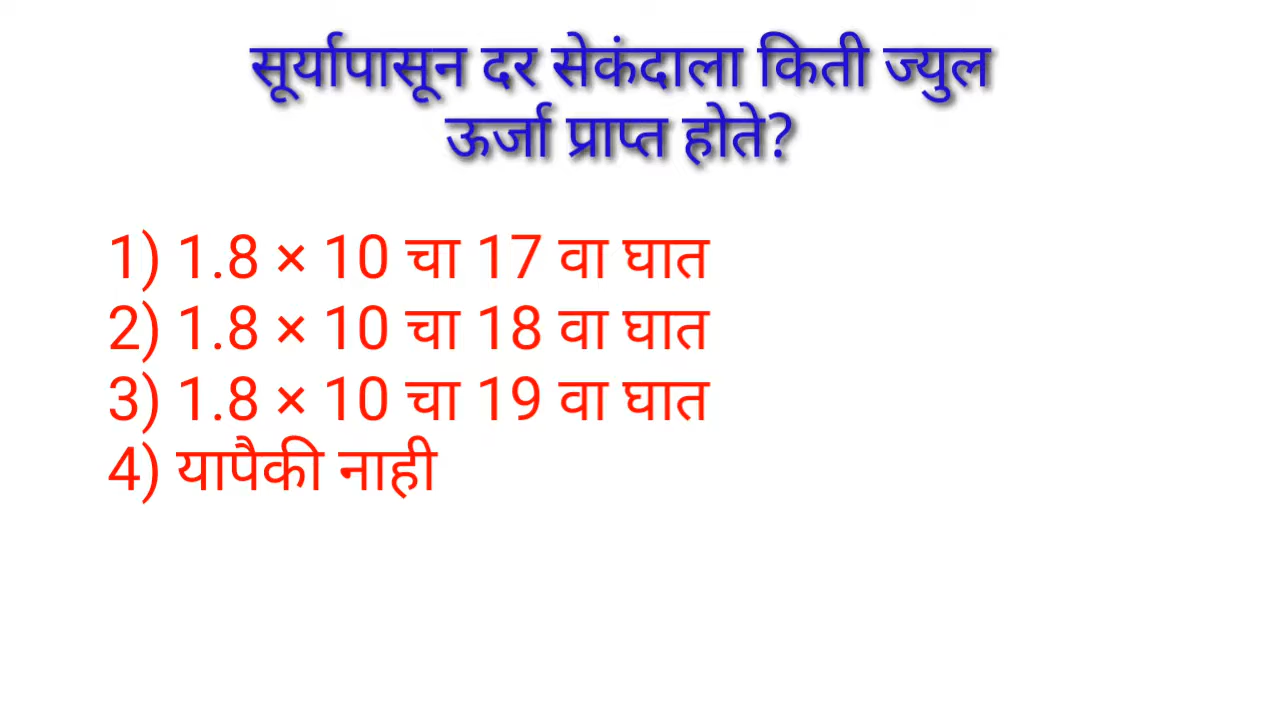 सूर्यापासून दर सेकंदाला किती ज्युल
ऊर्जा प्राप्त होते?
1) 1.8 × 10 चा 17 वा घात
2) 1.8 × 10 चा 18 वा घात
3) 1.8 × 10 चा 19 वा घात
4) यापैकी नाही